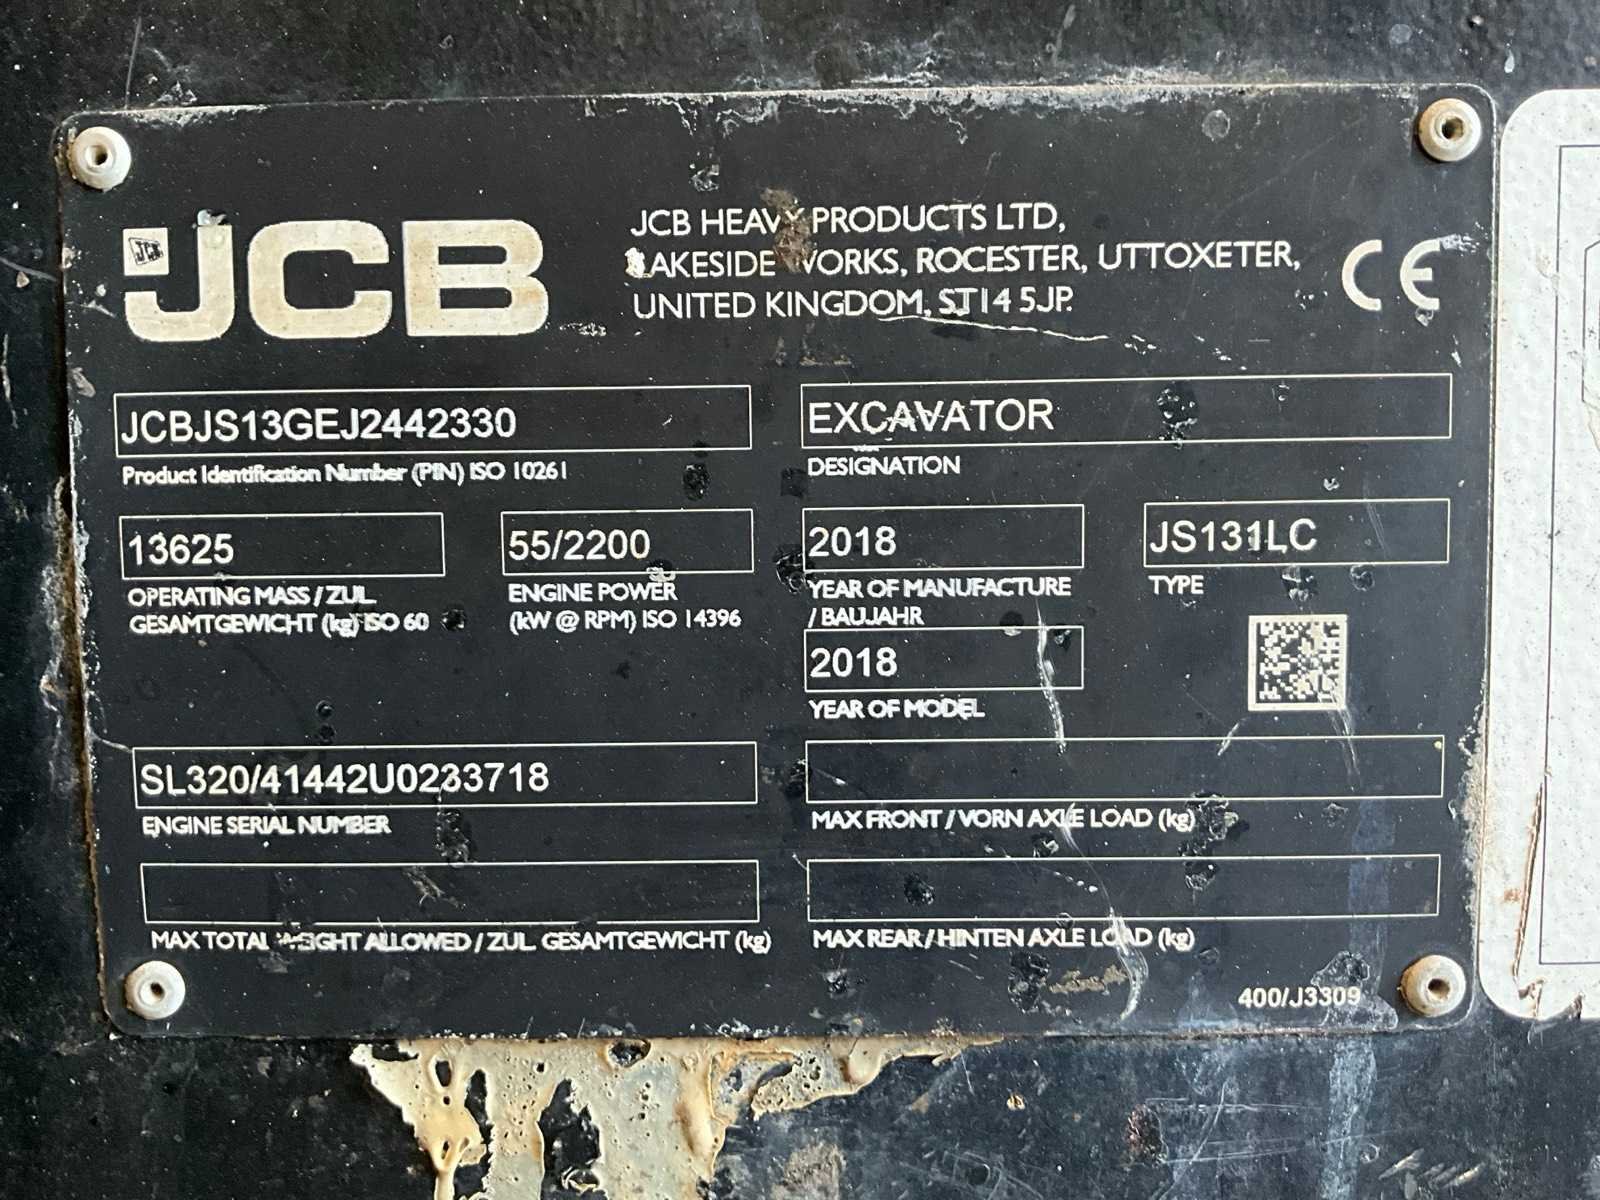 JCB
JCB
JCB HEAVY PRODUCTS LTD,
LAKESIDE WORKS, ROCESTER, UTTOXETER,
UNITED KINGDOM, ST14 5JP.
CE
JCBJS13GEJ2442330
Product Identification Number (PIN) ISO 10261
EXCAVATOR
DESIGNATION
13625
OPERATING MASS / ZUL.
GESAMTGEWICHT (kg) ISO 60
55/2200
ENGINE POWER
(kW @ RPM) ISO 14396
2018
YEAR OF MANUFACTURE
/ BAUJAHR
JS131LC
TYPE
2018
YEAR OF MODEL
SL320/41442U0233718
ENGINE SERIAL NUMBER
MAX FRONT / VORN AXLE LOAD (kg)
MAX TOTAL WEIGHT ALLOWED / ZUL. GESAMTGEWICHT (kg)
MAX REAR / HINTEN AXLE LOAD (kg)
400/J3309